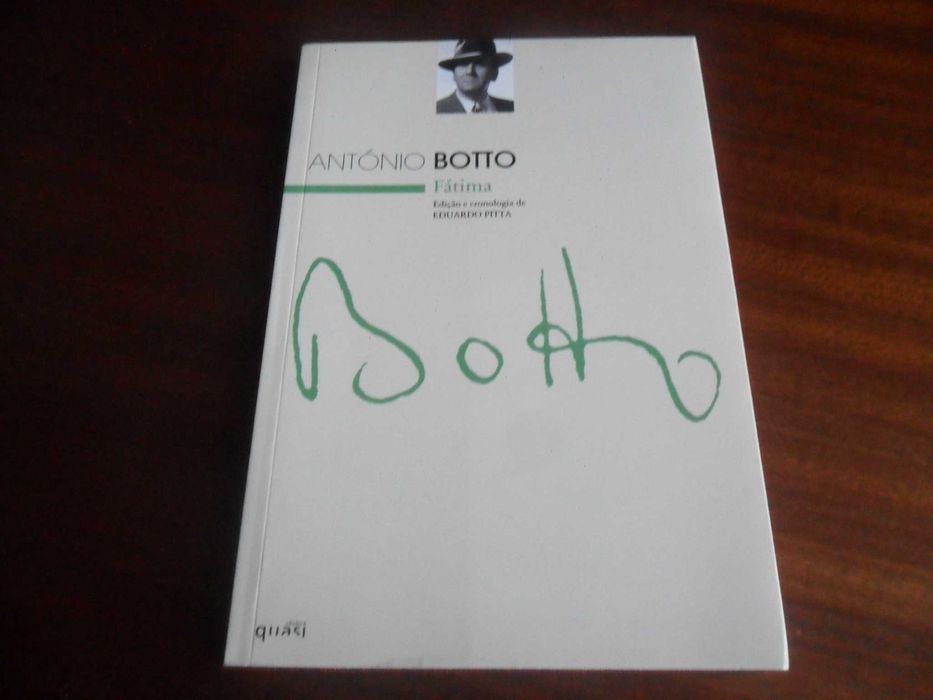 ANTÓNIO BOTTO
Fátima
Edição e cronologia de
EDUARDO PITTA
Botto
quasi